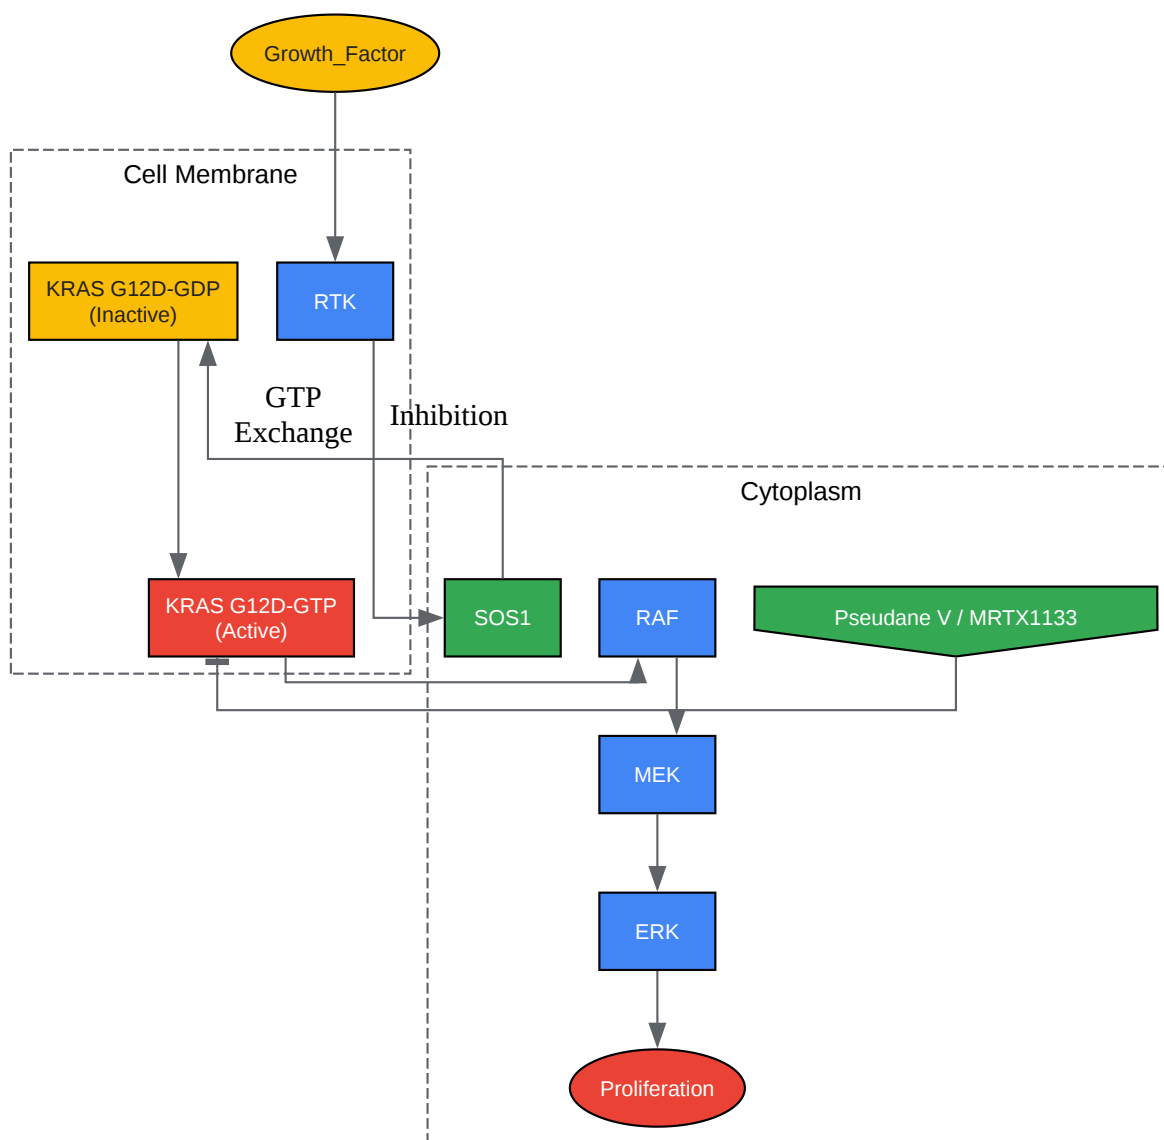 Growth_Factor
Cell Membrane
KRAS G12D-GDP
(Inactive)
RTK
GTP
Exchange
Inhibition
Cytoplasm
KRAS G12D-GTP
(Active)
SOS1
RAF
Pseudane V / MRTX1133
MEK
ERK
Proliferation